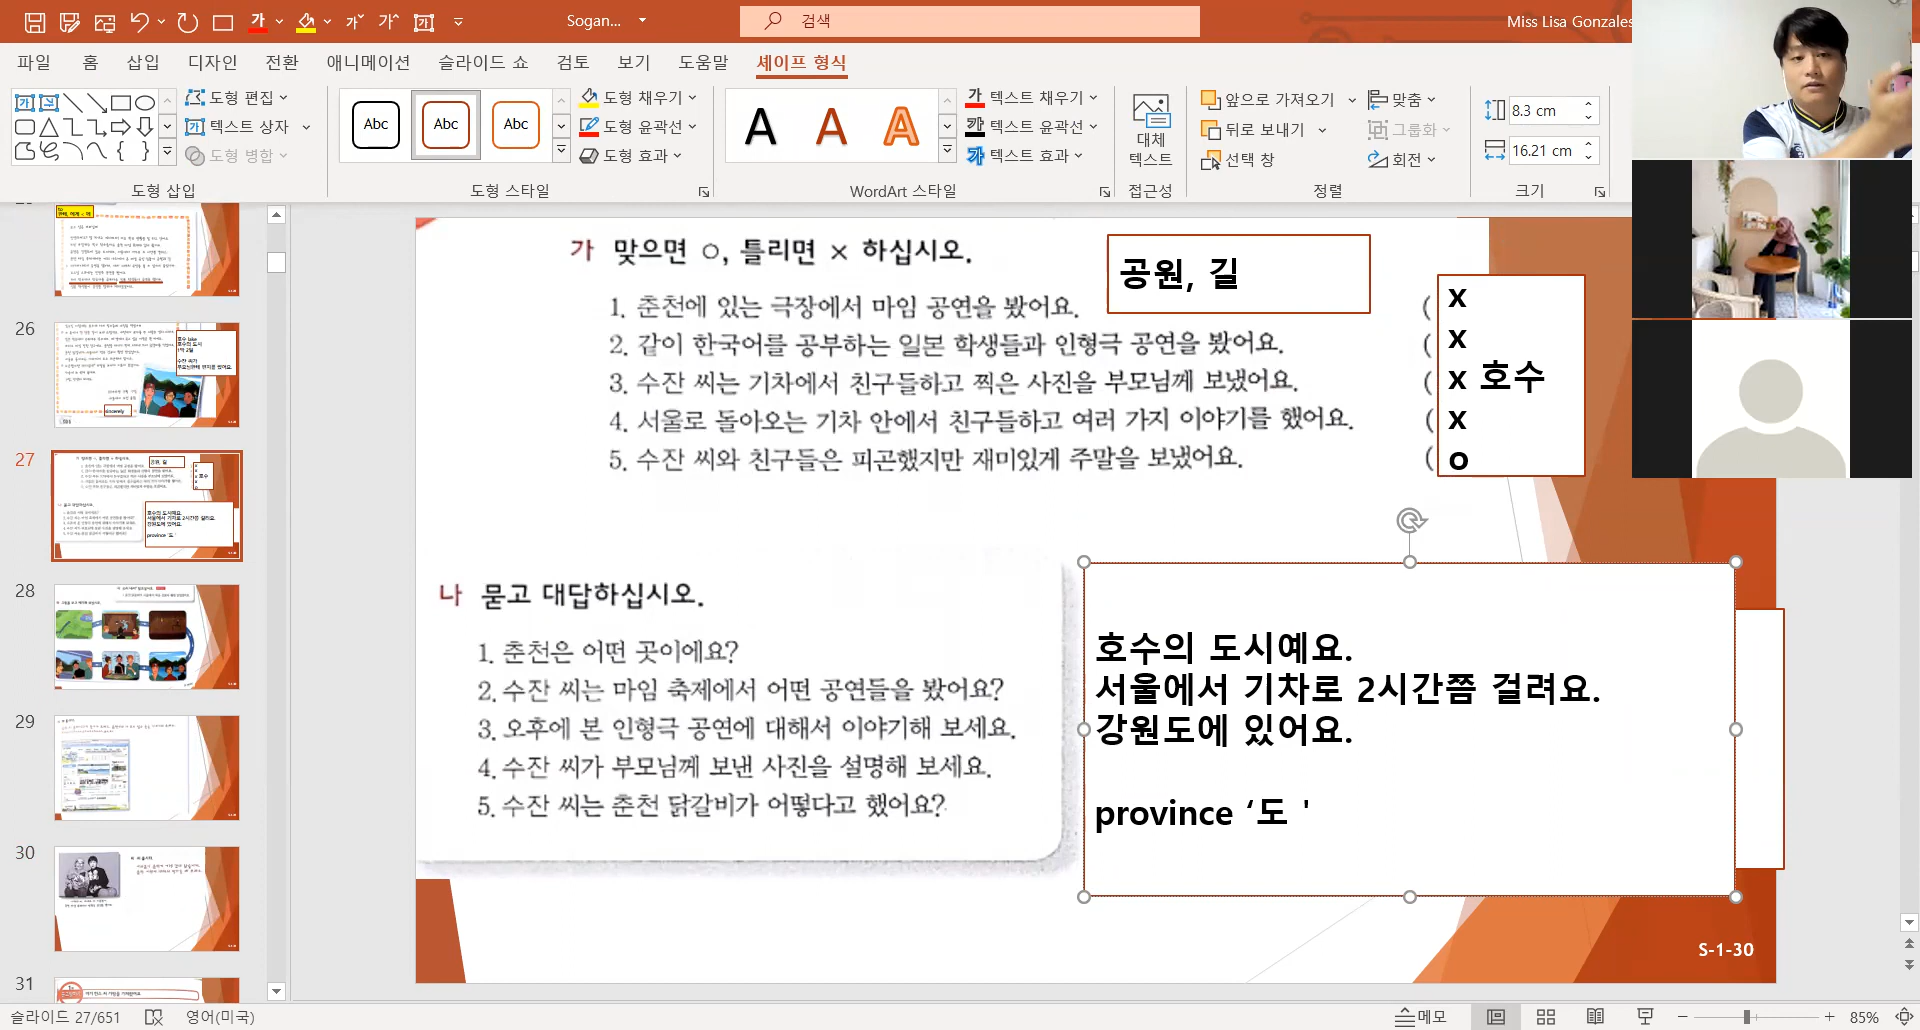 Sogan...
검색
Miss Lisa Gonzales
파일 홈 삽입 디자인 전환 애니메이션 슬라이드 쇼 검토 보기 도움말 셰이프 형식
도형 편집
텍스트 상자
도형 병합
도형 삽입
Abc Abc Abc
도형 채우기
도형 윤곽선
도형 효과
도형 스타일
A A A
텍스트 채우기
텍스트 윤곽선
텍스트 효과
WordArt 스타일
대체
텍스트
접근성
앞으로 가져오기
뒤로 보내기
선택 창
맞춤
그룹화
회전
정렬
8.3 cm
16.21 cm
크기
26
27
28
29
30
31
가 맞으면 ○, 틀리면 × 하십시오.
공원, 길
1. 춘천에 있는 극장에서 마임 공연을 봤어요. ( x
2. 같이 한국어를 공부하는 일본 학생들과 인형극 공연을 봤어요. ( x
3. 수잔 씨는 기차에서 친구들하고 찍은 사진을 부모님께 보냈어요. ( x 호수
4. 서울로 돌아오는 기차 안에서 친구들하고 여러 가지 이야기를 했어요. ( x
5. 수잔 씨와 친구들은 피곤했지만 재미있게 주말을 보냈어요. ( o
나 묻고 대답하십시오.
1. 춘천은 어떤 곳이에요?
2. 수잔 씨는 마임 축제에서 어떤 공연들을 봤어요?
3. 오후에 본 인형극 공연에 대해서 이야기해 보세요.
4. 수잔 씨가 부모님께 보낸 사진을 설명해 보세요.
5. 수잔 씨는 춘천 닭갈비가 어떻다고 했어요?
호수의 도시예요.
서울에서 기차로 2시간쯤 걸려요.
강원도에 있어요.
province ‘도 '
S-1-30
슬라이드 27/651
영어(미국)
메모
85%